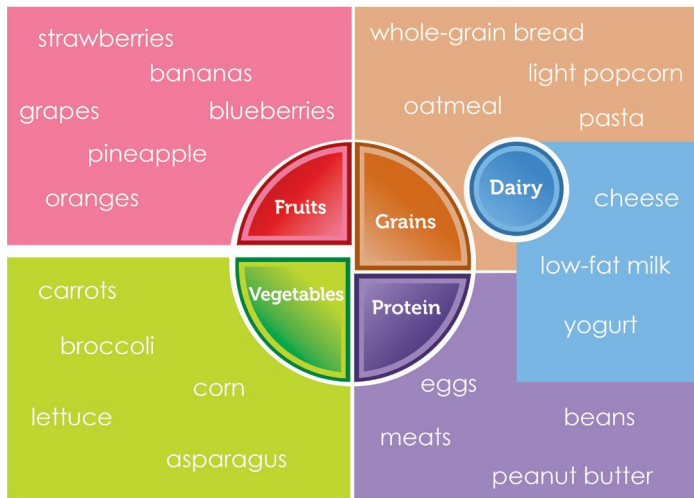 strawberries
bananas
grapes
blueberries
pineapple
oranges
Fruits
whole-grain bread
light popcorn
oatmeal
pasta
Grains
Dairy
cheese
low-fat milk
yogurt
Vegetables
carrots
broccoli
corn
lettuce
asparagus
Protein
eggs
beans
meats
peanut butter